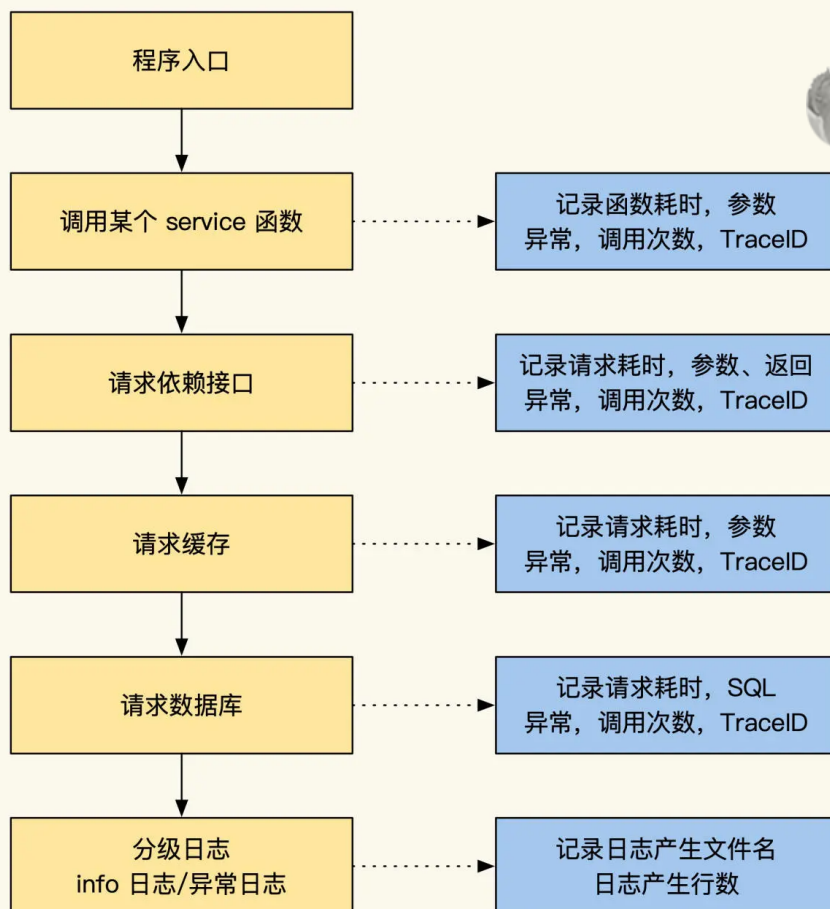 程序入口
调用某个 service 函数
记录函数耗时，参数
异常，调用次数，TraceID
请求依赖接口
记录请求耗时，参数、返回
异常，调用次数，TraceID
请求缓存
记录请求耗时，参数
异常，调用次数，TraceID
请求数据库
记录请求耗时，SQL
异常，调用次数，TraceID
分级日志
info 日志/异常日志
记录日志产生文件名
日志产生行数